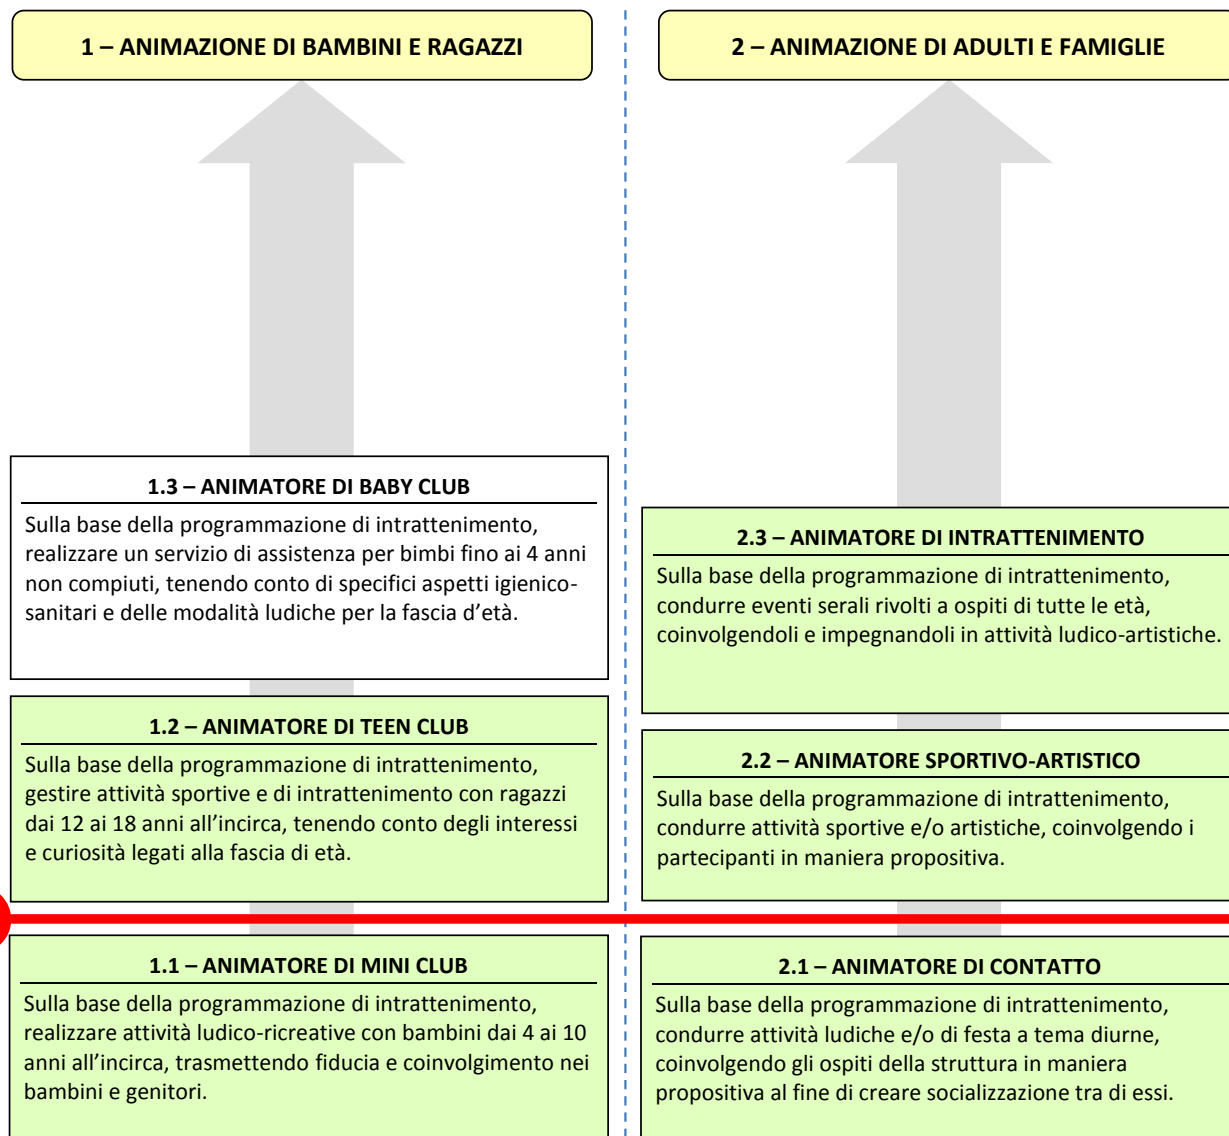 1 – ANIMAZIONE DI BAMBINI E RAGAZZI
1.3 – ANIMATORE DI BABY CLUB
Sulla base della programmazione di intrattenimento,
realizzare un servizio di assistenza per bimbi fino ai 4 anni
non compiuti, tenendo conto di specifici aspetti igienico-
sanitari e delle modalità ludiche per la fascia d’età.
1.2 – ANIMATORE DI TEEN CLUB
Sulla base della programmazione di intrattenimento,
gestire attività sportive e di intrattenimento con ragazzi
dai 12 ai 18 anni all’incirca, tenendo conto degli interessi
e curiosità legati alla fascia di età.
1.1 – ANIMATORE DI MINI CLUB
Sulla base della programmazione di intrattenimento,
realizzare attività ludico-ricreative con bambini dai 4 ai 10
anni all’incirca, trasmettendo fiducia e coinvolgimento nei
bambini e genitori.
2 – ANIMAZIONE DI ADULTI E FAMIGLIE
2.3 – ANIMATORE DI INTRATTENIMENTO
Sulla base della programmazione di intrattenimento,
condurre eventi serali rivolti a ospiti di tutte le età,
coinvolgendoli e impegnandoli in attività ludico-artistiche.
2.2 – ANIMATORE SPORTIVO-ARTISTICO
Sulla base della programmazione di intrattenimento,
condurre attività sportive e/o artistiche, coinvolgendo i
partecipanti in maniera propositiva.
2.1 – ANIMATORE DI CONTATTO
Sulla base della programmazione di intrattenimento,
condurre attività ludiche e/o di festa a tema diurne,
coinvolgendo gli ospiti della struttura in maniera
propositiva al fine di creare socializzazione tra di essi.